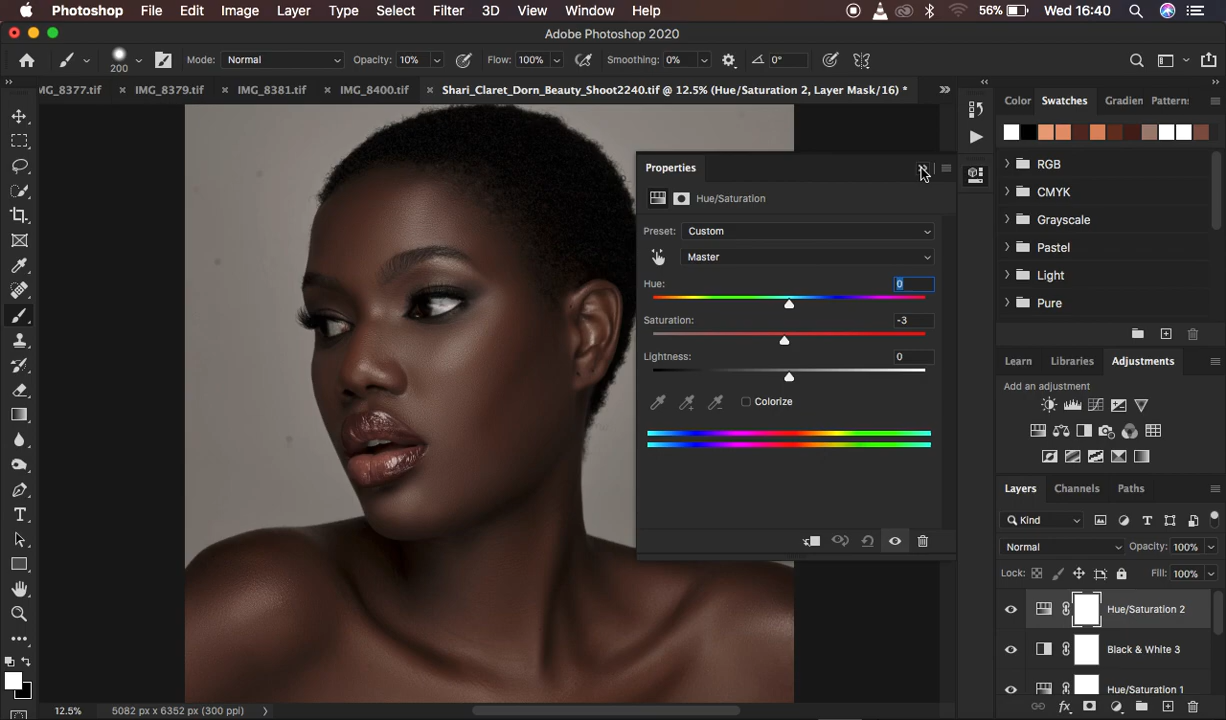 Photoshop File Edit Image Layer Type Select Filter 3D View Window Help 56% Wed 16:40
Adobe Photoshop 2020
200 Mode: Normal Opacity: 10% Flow: 100% Smoothing: 0% 0°
MG_8377.tif × IMG_8379.tif × IMG_8381.tif × IMG_8400.tif × Shari_Claret_Dorn_Beauty_Shoot2240.tif @ 12.5% (Hue/Saturation 2, Layer Mask/16) *
Properties
Hue/Saturation
Preset: Custom
Master
Hue: 0
Saturation: -3
Lightness: 0
Colorize
Color Swatches Gradien Pattern:
RGB
CMYK
Grayscale
Pastel
Light
Pure
Learn Libraries Adjustments
Add an adjustment
Layers Channels Paths
Kind
Normal Opacity: 100%
Lock: Fill: 100%
Hue/Saturation 2
Black & White 3
Hue/Saturation 1
12.5% 5082 px x 6352 px (300 ppi)